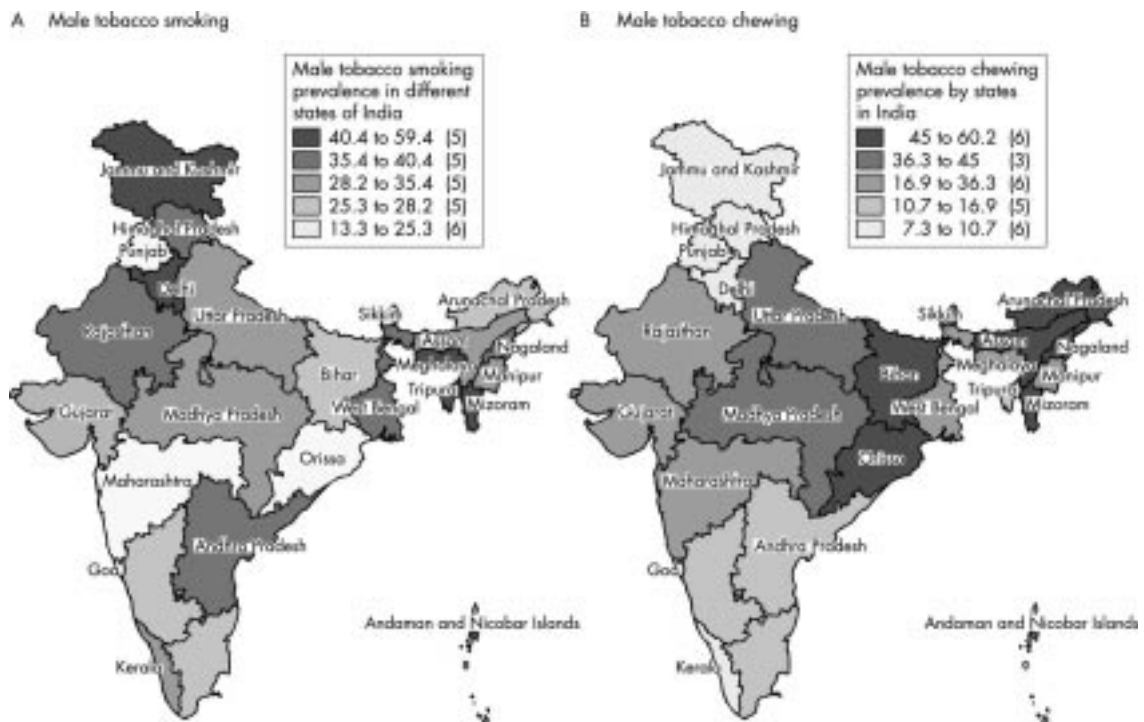 A Male tobacco smoking
Male tobacco smoking
prevalence in different
states of India
40.4 to 59.4 (5)
35.4 to 40.4 (5)
28.2 to 35.4 (5)
25.3 to 28.2 (5)
13.3 to 25.3 (6)
Jammu and Kashmir
Himachal Pradesh
Punjab
Delhi
Rajasthan
Uttar Pradesh
Sikkim
Arunachal Pradesh
Assam
Nagaland
Meghalaya
Manipur
Bihar
Tripura
Mizoram
Gujarat
Madhya Pradesh
West Bengal
Orissa
Maharashtra
Andhra Pradesh
Goa
Andaman and Nicobar Islands
Kerala
B Male tobacco chewing
Male tobacco chewing
prevalence by states
in India
45 to 60.2 (6)
36.3 to 45 (3)
16.9 to 36.3 (6)
10.7 to 16.9 (5)
7.3 to 10.7 (6)
Jammu and Kashmir
Himachal Pradesh
Punjab
Delhi
Rajasthan
Uttar Pradesh
Sikkim
Arunachal Pradesh
Assam
Nagaland
Meghalaya
Manipur
Bihar
Tripura
Mizoram
Gujarat
Madhya Pradesh
West Bengal
Orissa
Maharashtra
Andhra Pradesh
Goa
Andaman and Nicobar Islands
Kerala